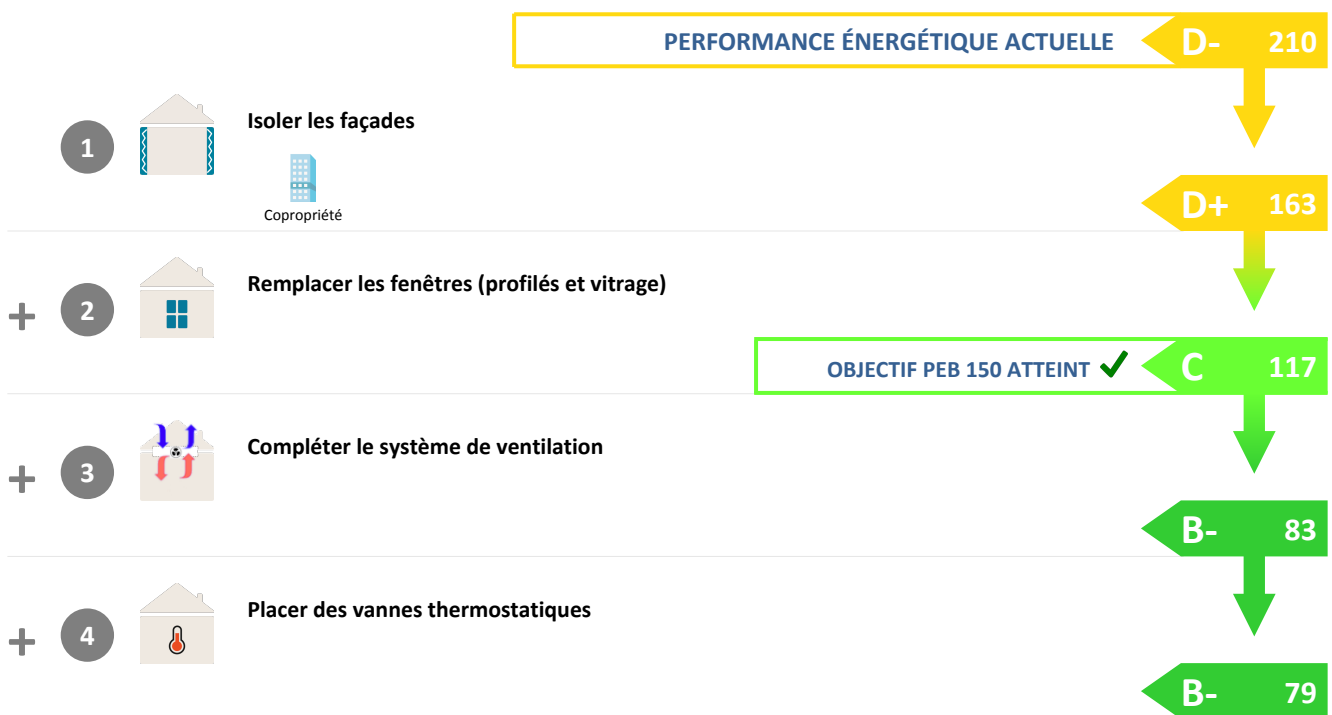 PERFORMANCE ÉNERGÉTIQUE ACTUELLE D- 210
1 Isoler les façades
Copropriété
D+ 163
+ 2 Remplacer les fenêtres (profilés et vitrage)
OBJECTIF PEB 150 ATTEINT ✓ C 117
+ 3 Compléter le système de ventilation
B- 83
+ 4 Placer des vannes thermostatiques
B- 79